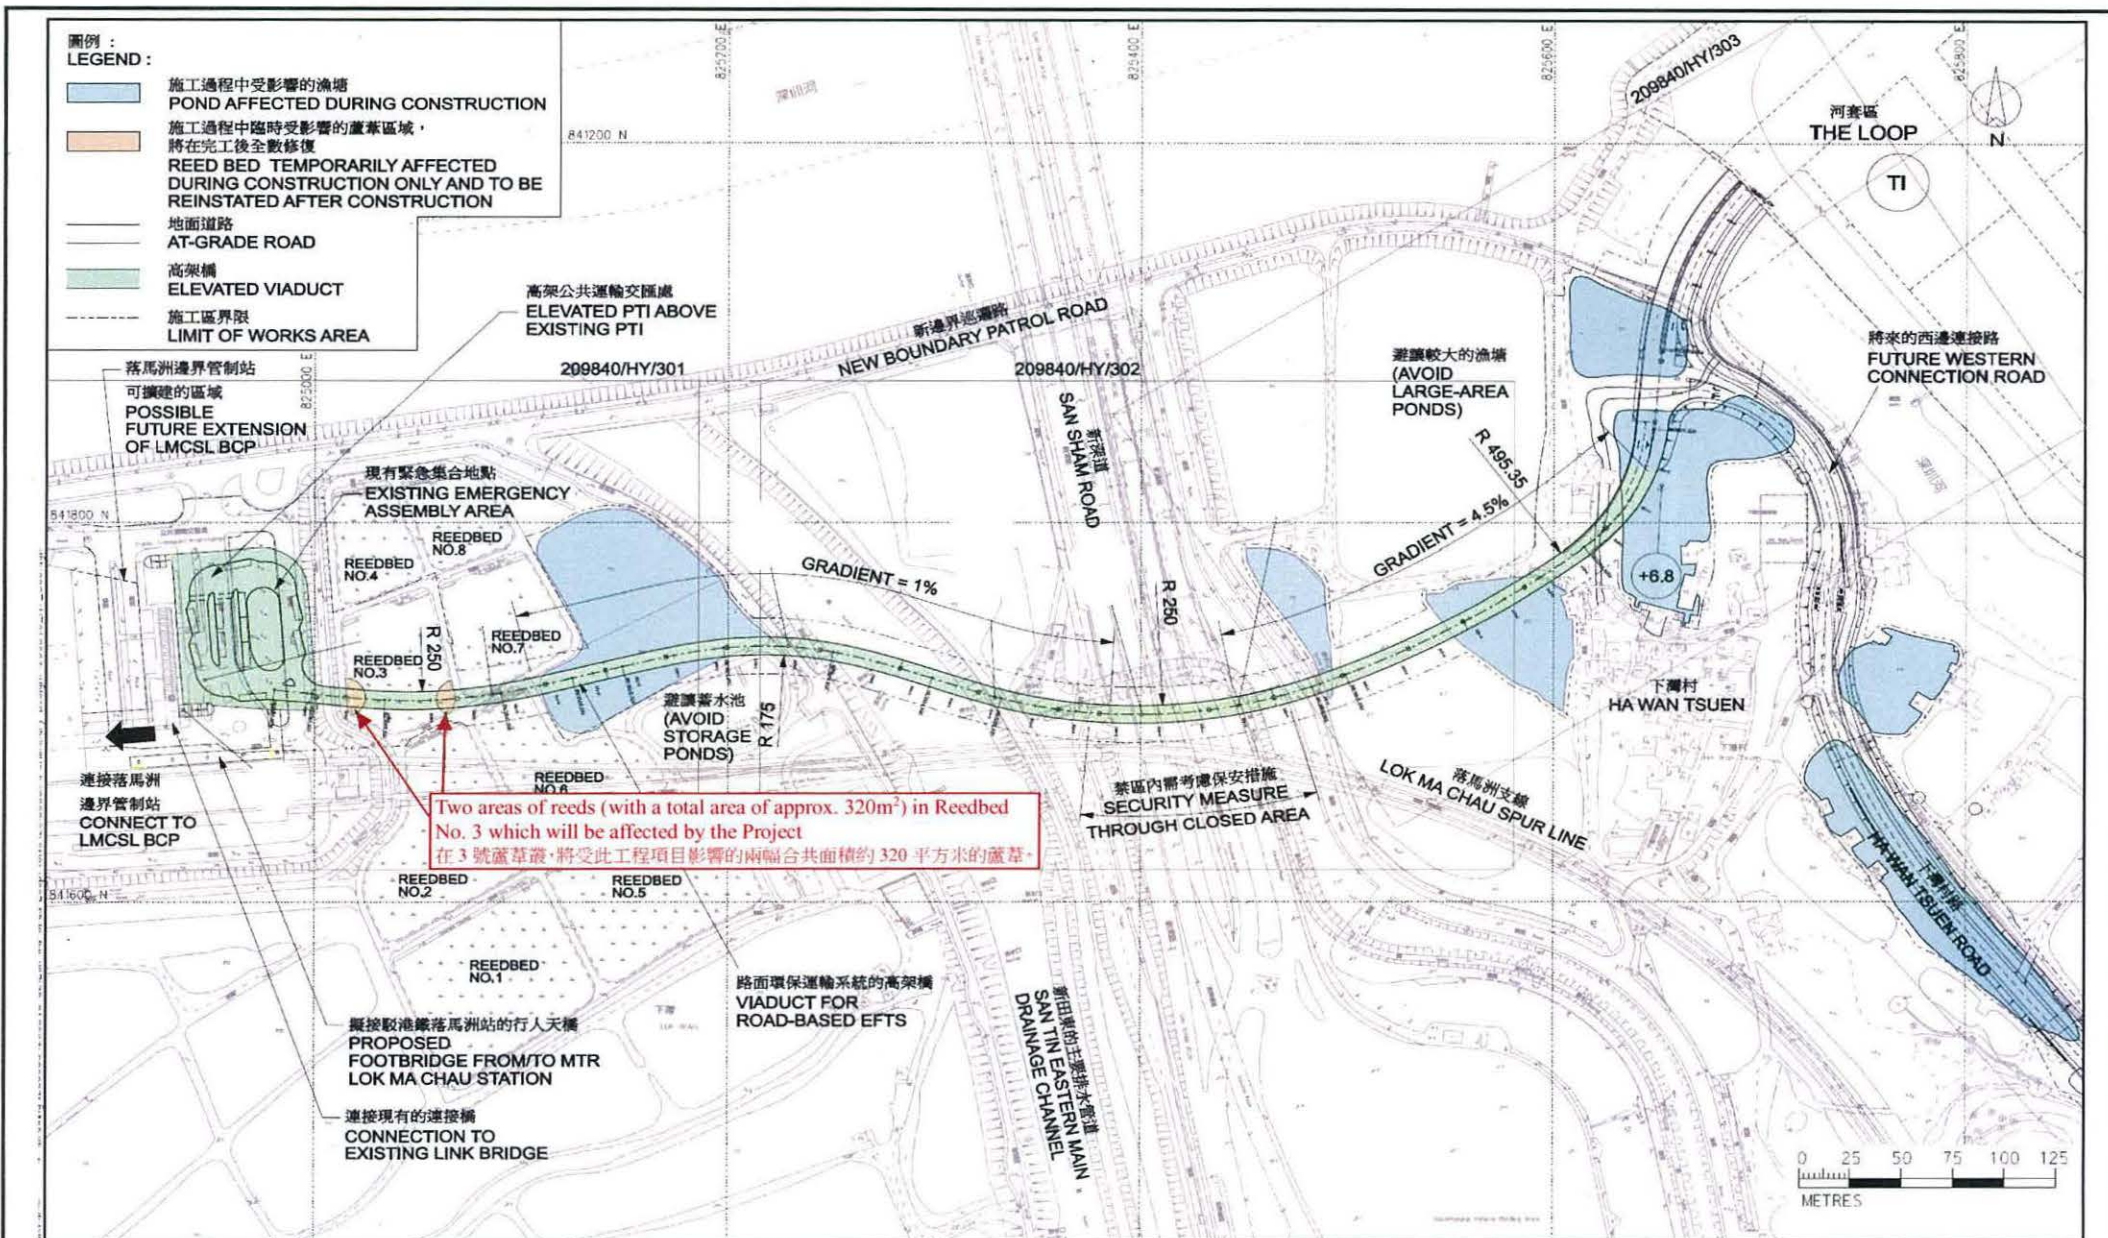 圖例：
LEGEND：
施工過程中受影響的漁塘
POND AFFECTED DURING CONSTRUCTION
施工過程中臨時受影響的蘆葦區域，
將在完工後全數修復
REED BED TEMPORARILY AFFECTED
DURING CONSTRUCTION ONLY AND TO BE
REINSTATED AFTER CONSTRUCTION
地面道路
AT-GRADE ROAD
高架橋
ELEVATED VIADUCT
施工區界限
LIMIT OF WORKS AREA
825000 E
825700 E
825400 E
825600 E
825800 E
841200 N
841800 N
841600 N
深圳河
209840/HY/303
河套區
THE LOOP
TI
N
高架公共運輸交匯處
ELEVATED PTI ABOVE
EXISTING PTI
209840/HY/301
新邊界巡邏路
NEW BOUNDARY PATROL ROAD
209840/HY/302
新深道
SAN SHAM ROAD
避讓較大的漁塘
(AVOID
LARGE-AREA
PONDS)
R 495.35
將來的西邊連接路
FUTURE WESTERN
CONNECTION ROAD
深圳河
落馬洲邊界管制站
可擴建的區域
POSSIBLE
FUTURE EXTENSION
OF LMCSL BCP
現有緊急集合地點
EXISTING EMERGENCY
ASSEMBLY AREA
REEDBED
NO.8
REEDBED
NO.4
REEDBED
NO.7
REEDBED
NO.3
R 250
GRADIENT = 1%
R 250
GRADIENT = 4.5%
+6.8
避讓蓄水池
(AVOID
STORAGE
PONDS)
R 175
下灣村
HA WAN TSUEN
連接落馬洲
邊界管制站
CONNECT TO
LMCSL BCP
REEDBED
NO.6
禁區內需考慮保安措施
SECURITY MEASURE
THROUGH CLOSED AREA
落馬洲支線
LOK MA CHAU SPUR LINE
Two areas of reeds (with a total area of approx. 320m²) in Reedbed
No. 3 which will be affected by the Project
在 3 號蘆葦叢，將受此工程項目影響的兩幅合共面積約 320 平方米的蘆葦。
REEDBED
NO.2
REEDBED
NO.5
REEDBED
NO.1
下灣村路
HA WAN TSUEN ROAD
路面環保運輸系統的高架橋
VIADUCT FOR
ROAD-BASED EFTS
新田東的主要排水管道
SAN TIN EASTERN MAIN
DRAINAGE CHANNEL
擬接駁港鐵落馬洲站的行人天橋
PROPOSED
FOOTBRIDGE FROM/TO MTR
LOK MA CHAU STATION
連接現有的連接橋
CONNECTION TO
EXISTING LINK BRIDGE
0 25 50 75 100 125
METRES